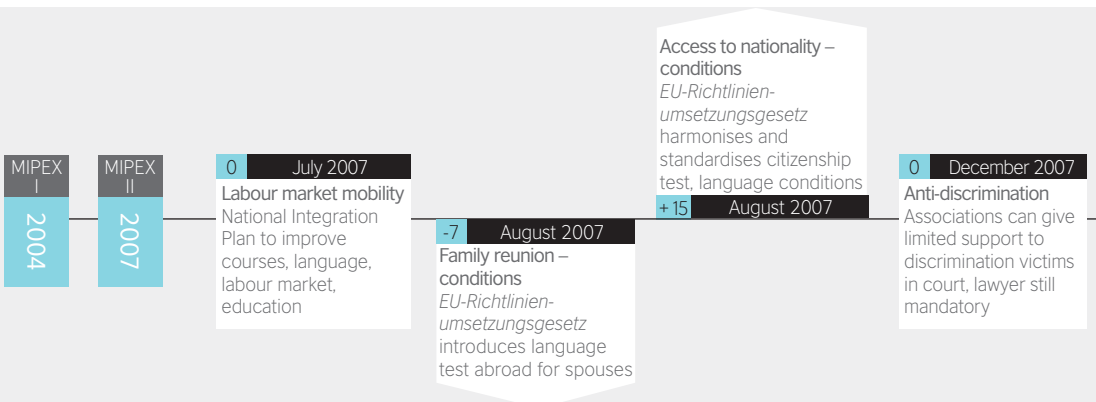 MIPEX
I
2004
MIPEX
II
2007
0 July 2007
Labour market mobility
National Integration
Plan to improve
courses, language,
labour market,
education
-7 August 2007
Family reunion –
conditions
EU-Richtlinien-
umsetzungsgesetz
introduces language
test abroad for spouses
Access to nationality –
conditions
EU-Richtlinien-
umsetzungsgesetz
harmonises and
standardises citizenship
test, language conditions
+ 15 August 2007
0 December 2007
Anti-discrimination
Associations can give
limited support to
discrimination victims
in court, lawyer still
mandatory